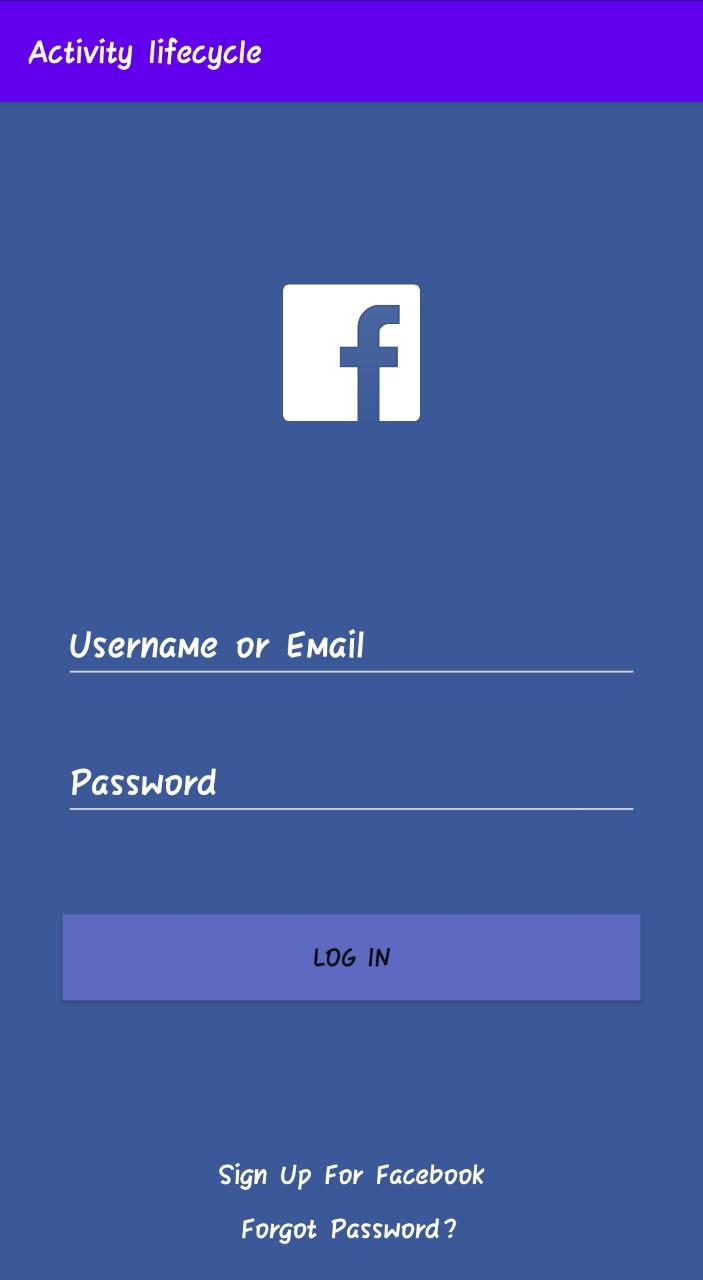 Activity lifecycle
f
Username or Email
Password
LOG IN
Sign Up For Facebook
Forgot Password?